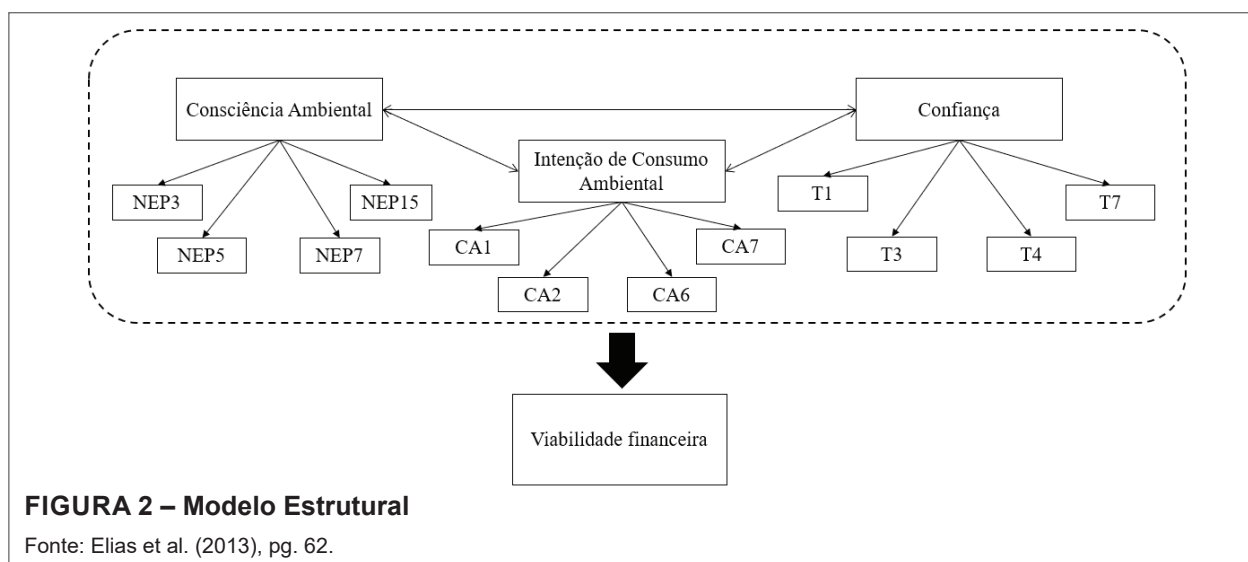 Consciência Ambiental
Confiança
Intenção de Consumo
Ambiental
NEP3
NEP15
NEP5
NEP7
CA1
CA7
CA2
CA6
T1
T7
T3
T4
Viabilidade financeira
FIGURA 2 – Modelo Estrutural
Fonte: Elias et al. (2013), pg. 62.